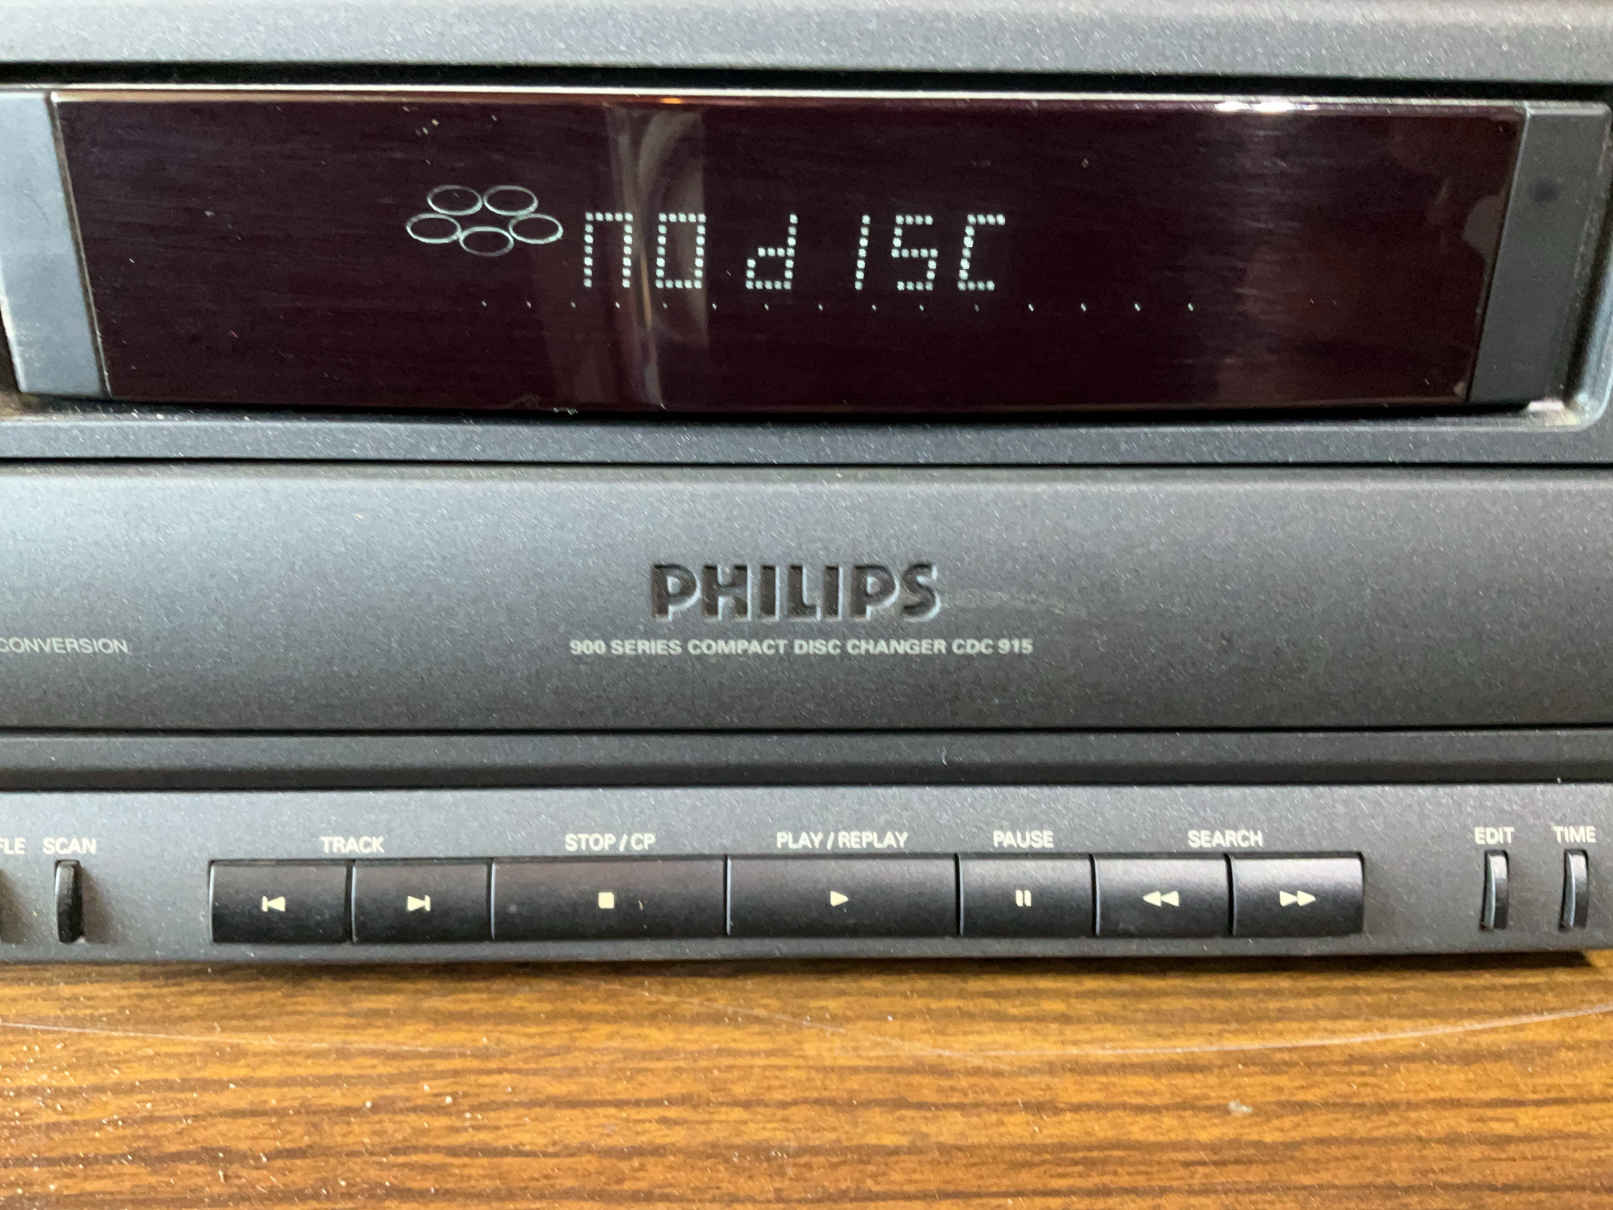 NO dISC
PHILIPS
900 SERIES COMPACT DISC CHANGER CDC 915
CONVERSION
SCAN TRACK STOP / CP PLAY / REPLAY PAUSE SEARCH EDIT TIME